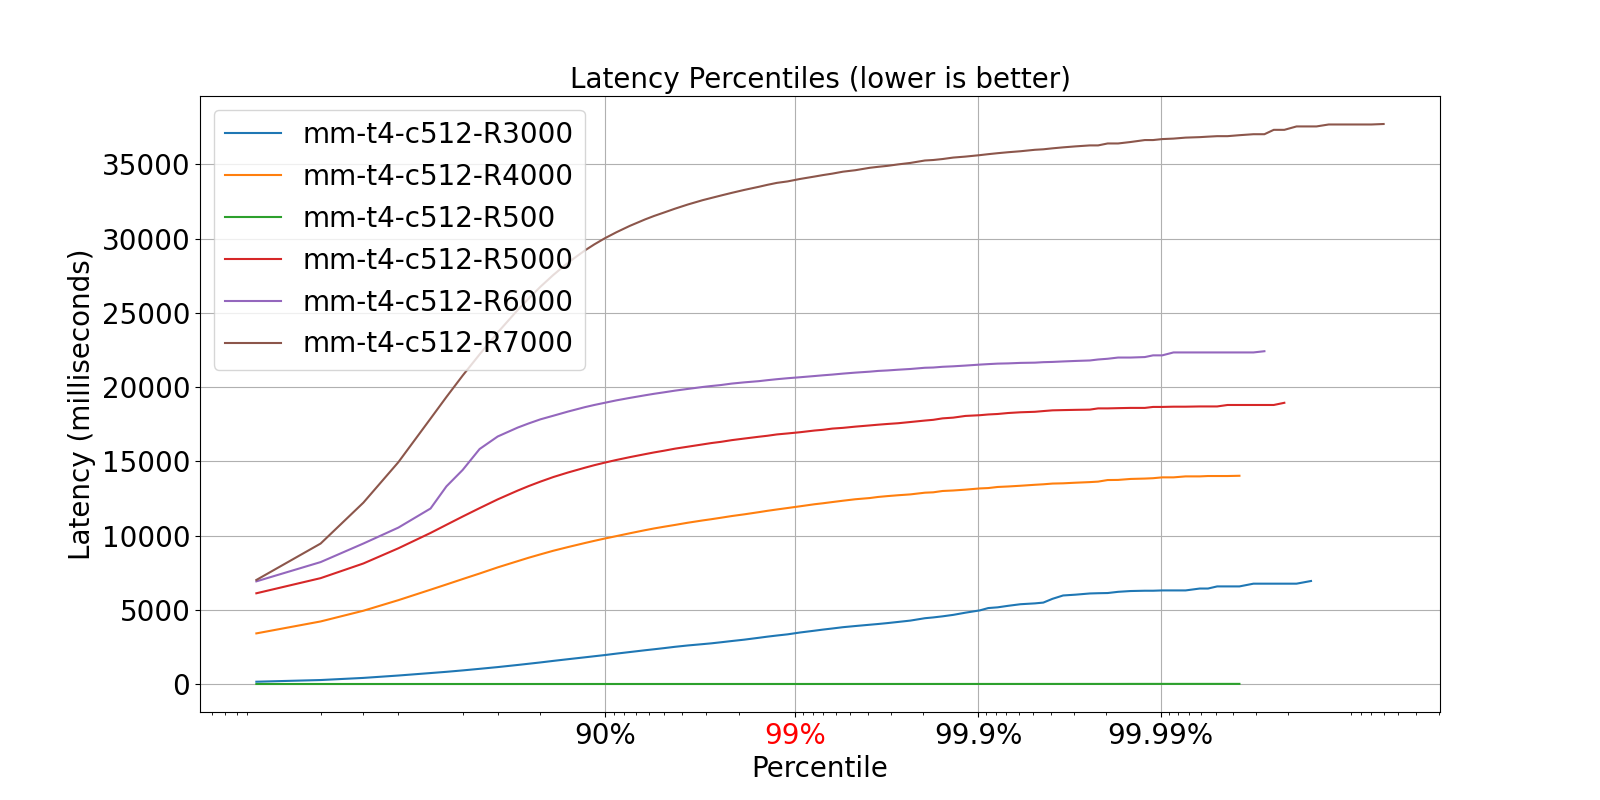 Latency Percentiles (lower is better)
mm-t4-c512-R3000
mm-t4-c512-R4000
mm-t4-c512-R500
mm-t4-c512-R5000
mm-t4-c512-R6000
mm-t4-c512-R7000
Latency (milliseconds)
35000
30000
25000
20000
15000
10000
5000
0
90% 99% 99.9% 99.99%
Percentile